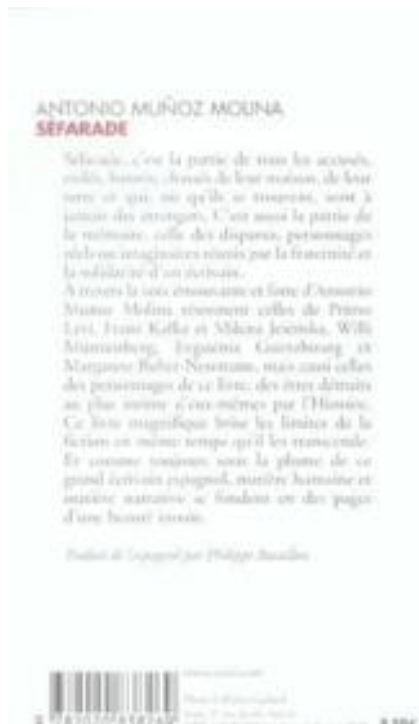 ANTONIO MUÑOZ MOLINA
SÉFARADE
Séfarade, c'est la patrie de tous les accusés,
exilés, bannis, chassés de leur maison, de leur
terre et qui, où qu'ils se trouvent, sont à
jamais des étrangers. C'est aussi la patrie de
la mémoire, celle des disparus, personnages
réels ou imaginaires réunis par la fraternité et
la solidarité d'un écrivain.
À travers la voix émouvante et forte d'Antonio
Muñoz Molina résonnent celles de Primo
Levi, Franz Kafka et Milena Jesenska, Willi
Münzenberg, Evguénia Guinzbourg et
Margarete Buber-Neumann, mais aussi celles
des personnages de ce livre, des êtres détruits
au plus intime d'eux-mêmes par l'Histoire.
Ce livre magnifique brise les limites de la
fiction en même temps qu'il les transcende.
Et comme toujours sous la plume de ce
grand écrivain espagnol, matière humaine et
matière narrative se fondent en des pages
d'une beauté
Traduit de l'espagnol par Philippe Bataillon